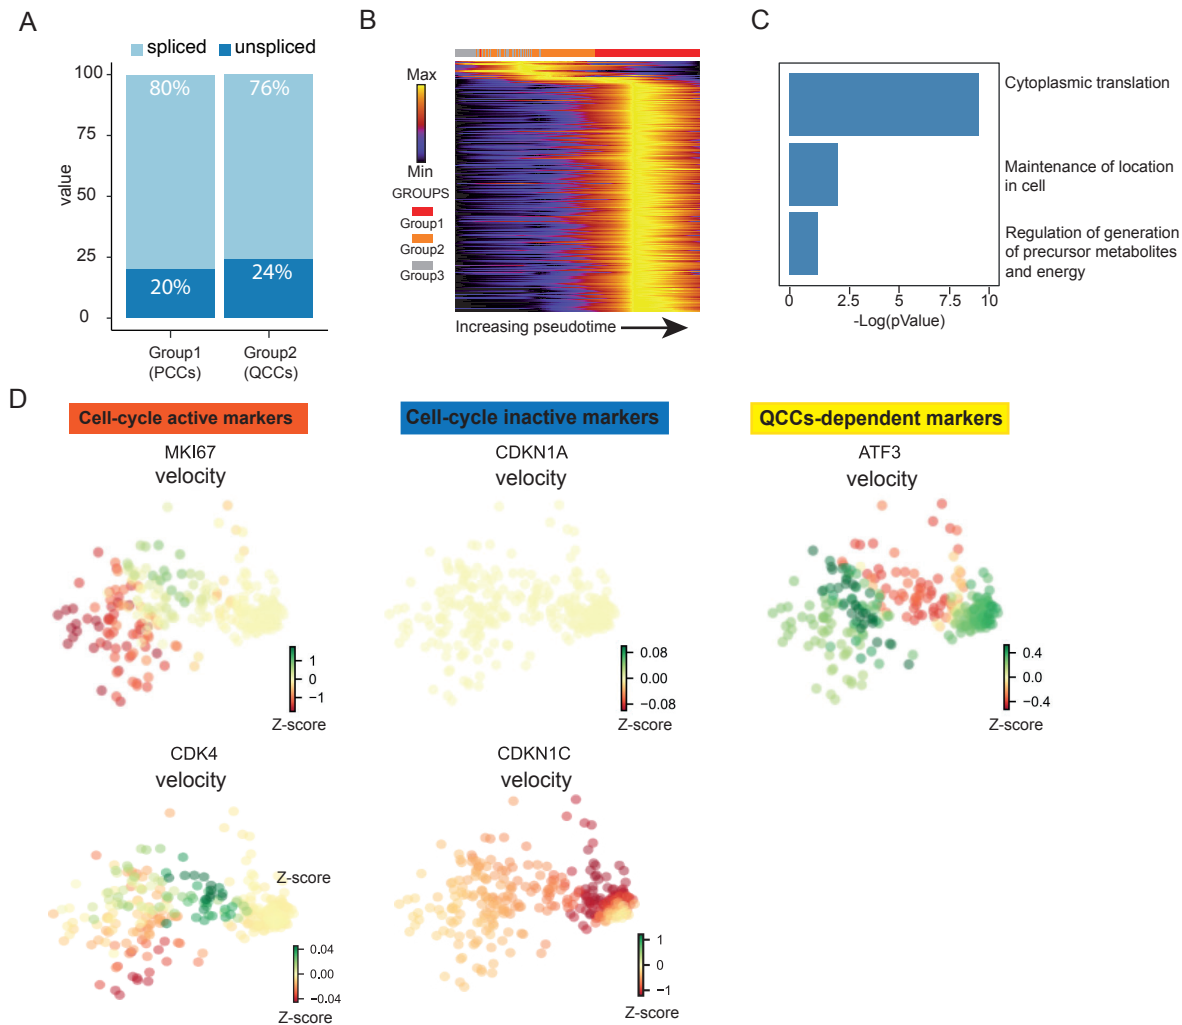 A
spliced
unspliced
100
75
50
25
0
value
80%
76%
20%
24%
Group1
(PCCs)
Group2
(QCCs)
B
Max
Min
GROUPS
Group1
Group2
Group3
Increasing pseudotime
C
Cytoplasmic translation
Maintenance of location
in cell
Regulation of generation
of precursor metabolites
and energy
0
2.5
5
7.5
10
-Log(pValue)
D
Cell-cycle active markers
MKI67
velocity
1
0
−1
Z-score
Cell-cycle inactive markers
CDKN1A
velocity
0.08
0.00
−0.08
Z-score
QCCs-dependent markers
ATF3
velocity
0.4
0.0
−0.4
Z-score
CDK4
velocity
Z-score
0.04
0.00
−0.04
Z-score
CDKN1C
velocity
1
0
−1
Z-score